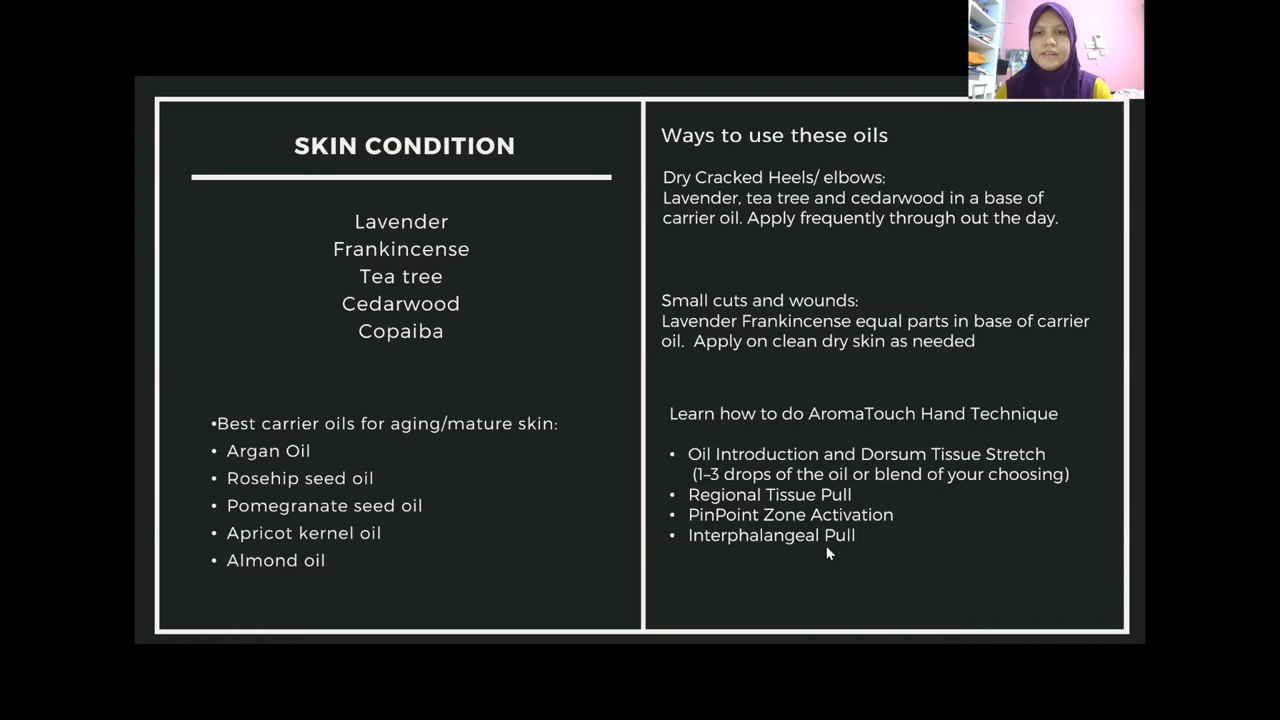 SKIN CONDITION
Lavender
Frankincense
Tea tree
Cedarwood
Copaiba
•Best carrier oils for aging/mature skin:
• Argan Oil
• Rosehip seed oil
• Pomegranate seed oil
• Apricot kernel oil
• Almond oil
Ways to use these oils
Dry Cracked Heels/ elbows:
Lavender, tea tree and cedarwood in a base of
carrier oil. Apply frequently through out the day.
Small cuts and wounds:
Lavender Frankincense equal parts in base of carrier
oil.  Apply on clean dry skin as needed
Learn how to do AromaTouch Hand Technique
• Oil Introduction and Dorsum Tissue Stretch
(1-3 drops of the oil or blend of your choosing)
• Regional Tissue Pull
• PinPoint Zone Activation
• Interphalangeal Pull